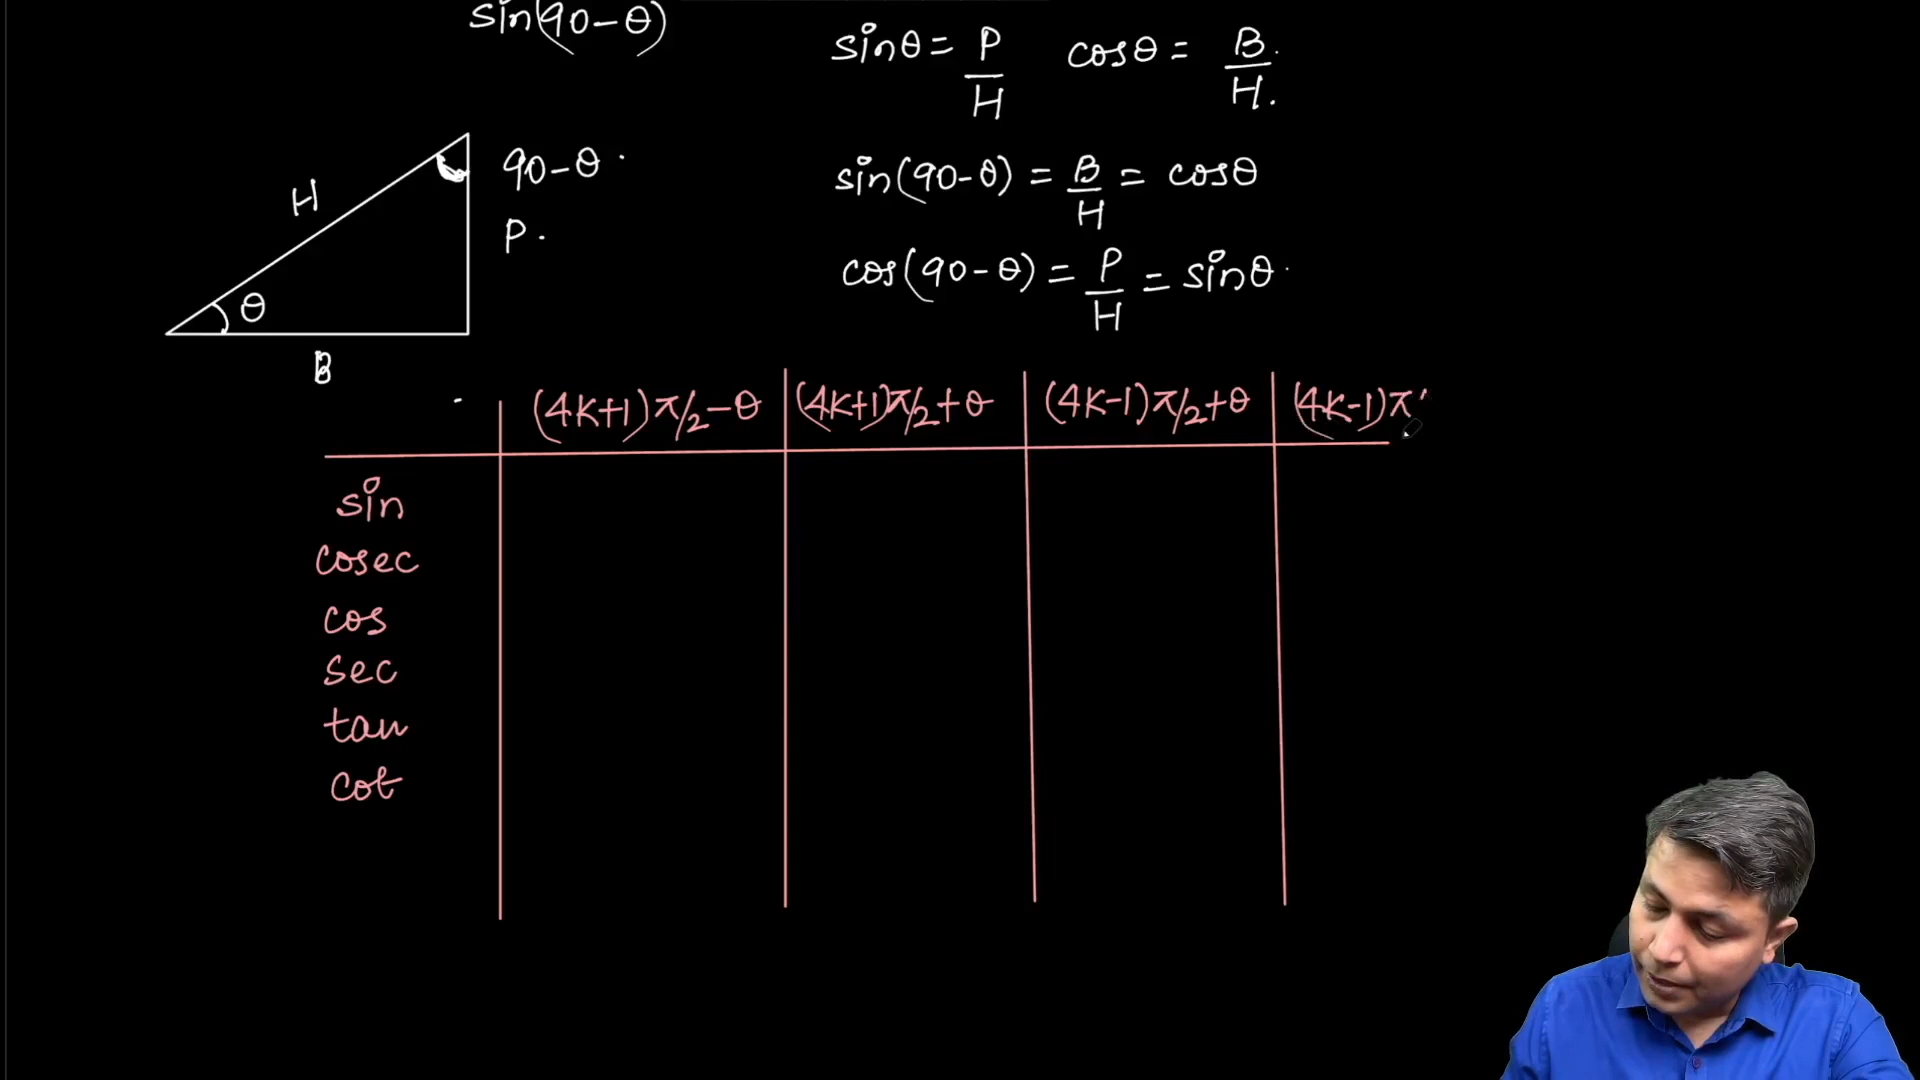 sin(90-θ)
sinθ = P/H    cosθ = B/H.
H
90-θ
P.
θ
B
sin(90-θ) = B/H = cosθ
cos(90-θ) = P/H = sinθ
(4K+1)π/2-θ    (4K+1)π/2+θ    (4K-1)π/2+θ    (4K-1)π
sin
cosec
cos
sec
tan
cot